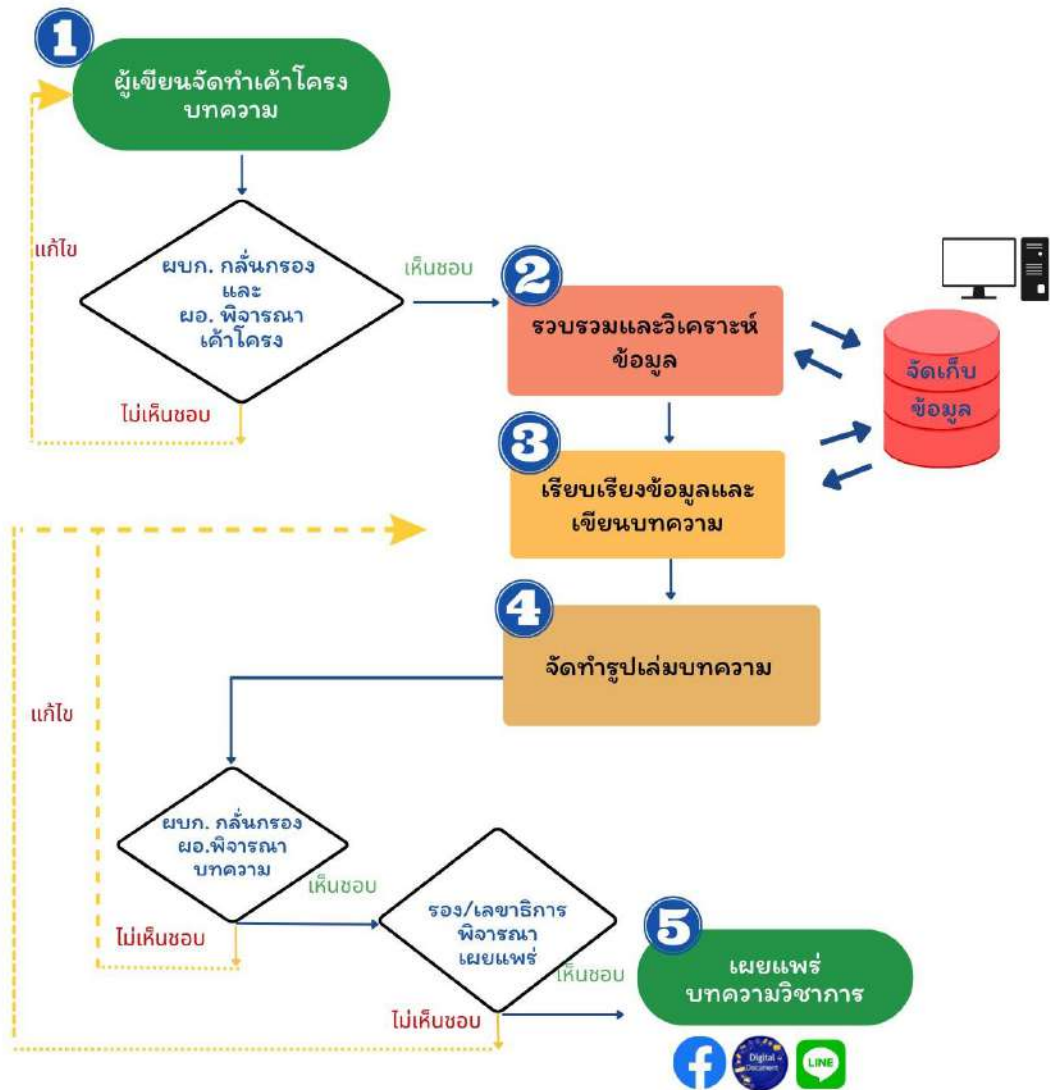 1
ผู้เขียนจัดทำเค้าโครง
บทความ
แก้ไข
ผบก. กลั่นกรอง
และ
ผอ. พิจารณา
เค้าโครง
เห็นชอบ
ไม่เห็นชอบ
2
รวบรวมและวิเคราะห์
ข้อมูล
จัดเก็บ
ข้อมูล
3
เรียบเรียงข้อมูลและ
เขียนบทความ
4
จัดทำรูปเล่มบทความ
แก้ไข
ผบก. กลั่นกรอง
ผอ.พิจารณา
บทความ
เห็นชอบ
ไม่เห็นชอบ
รอง/เลขาธิการ
พิจารณา
เผยแพร่
เห็นชอบ
ไม่เห็นชอบ
5
เผยแพร่
บทความวิชาการ
Digital
Document
LINE